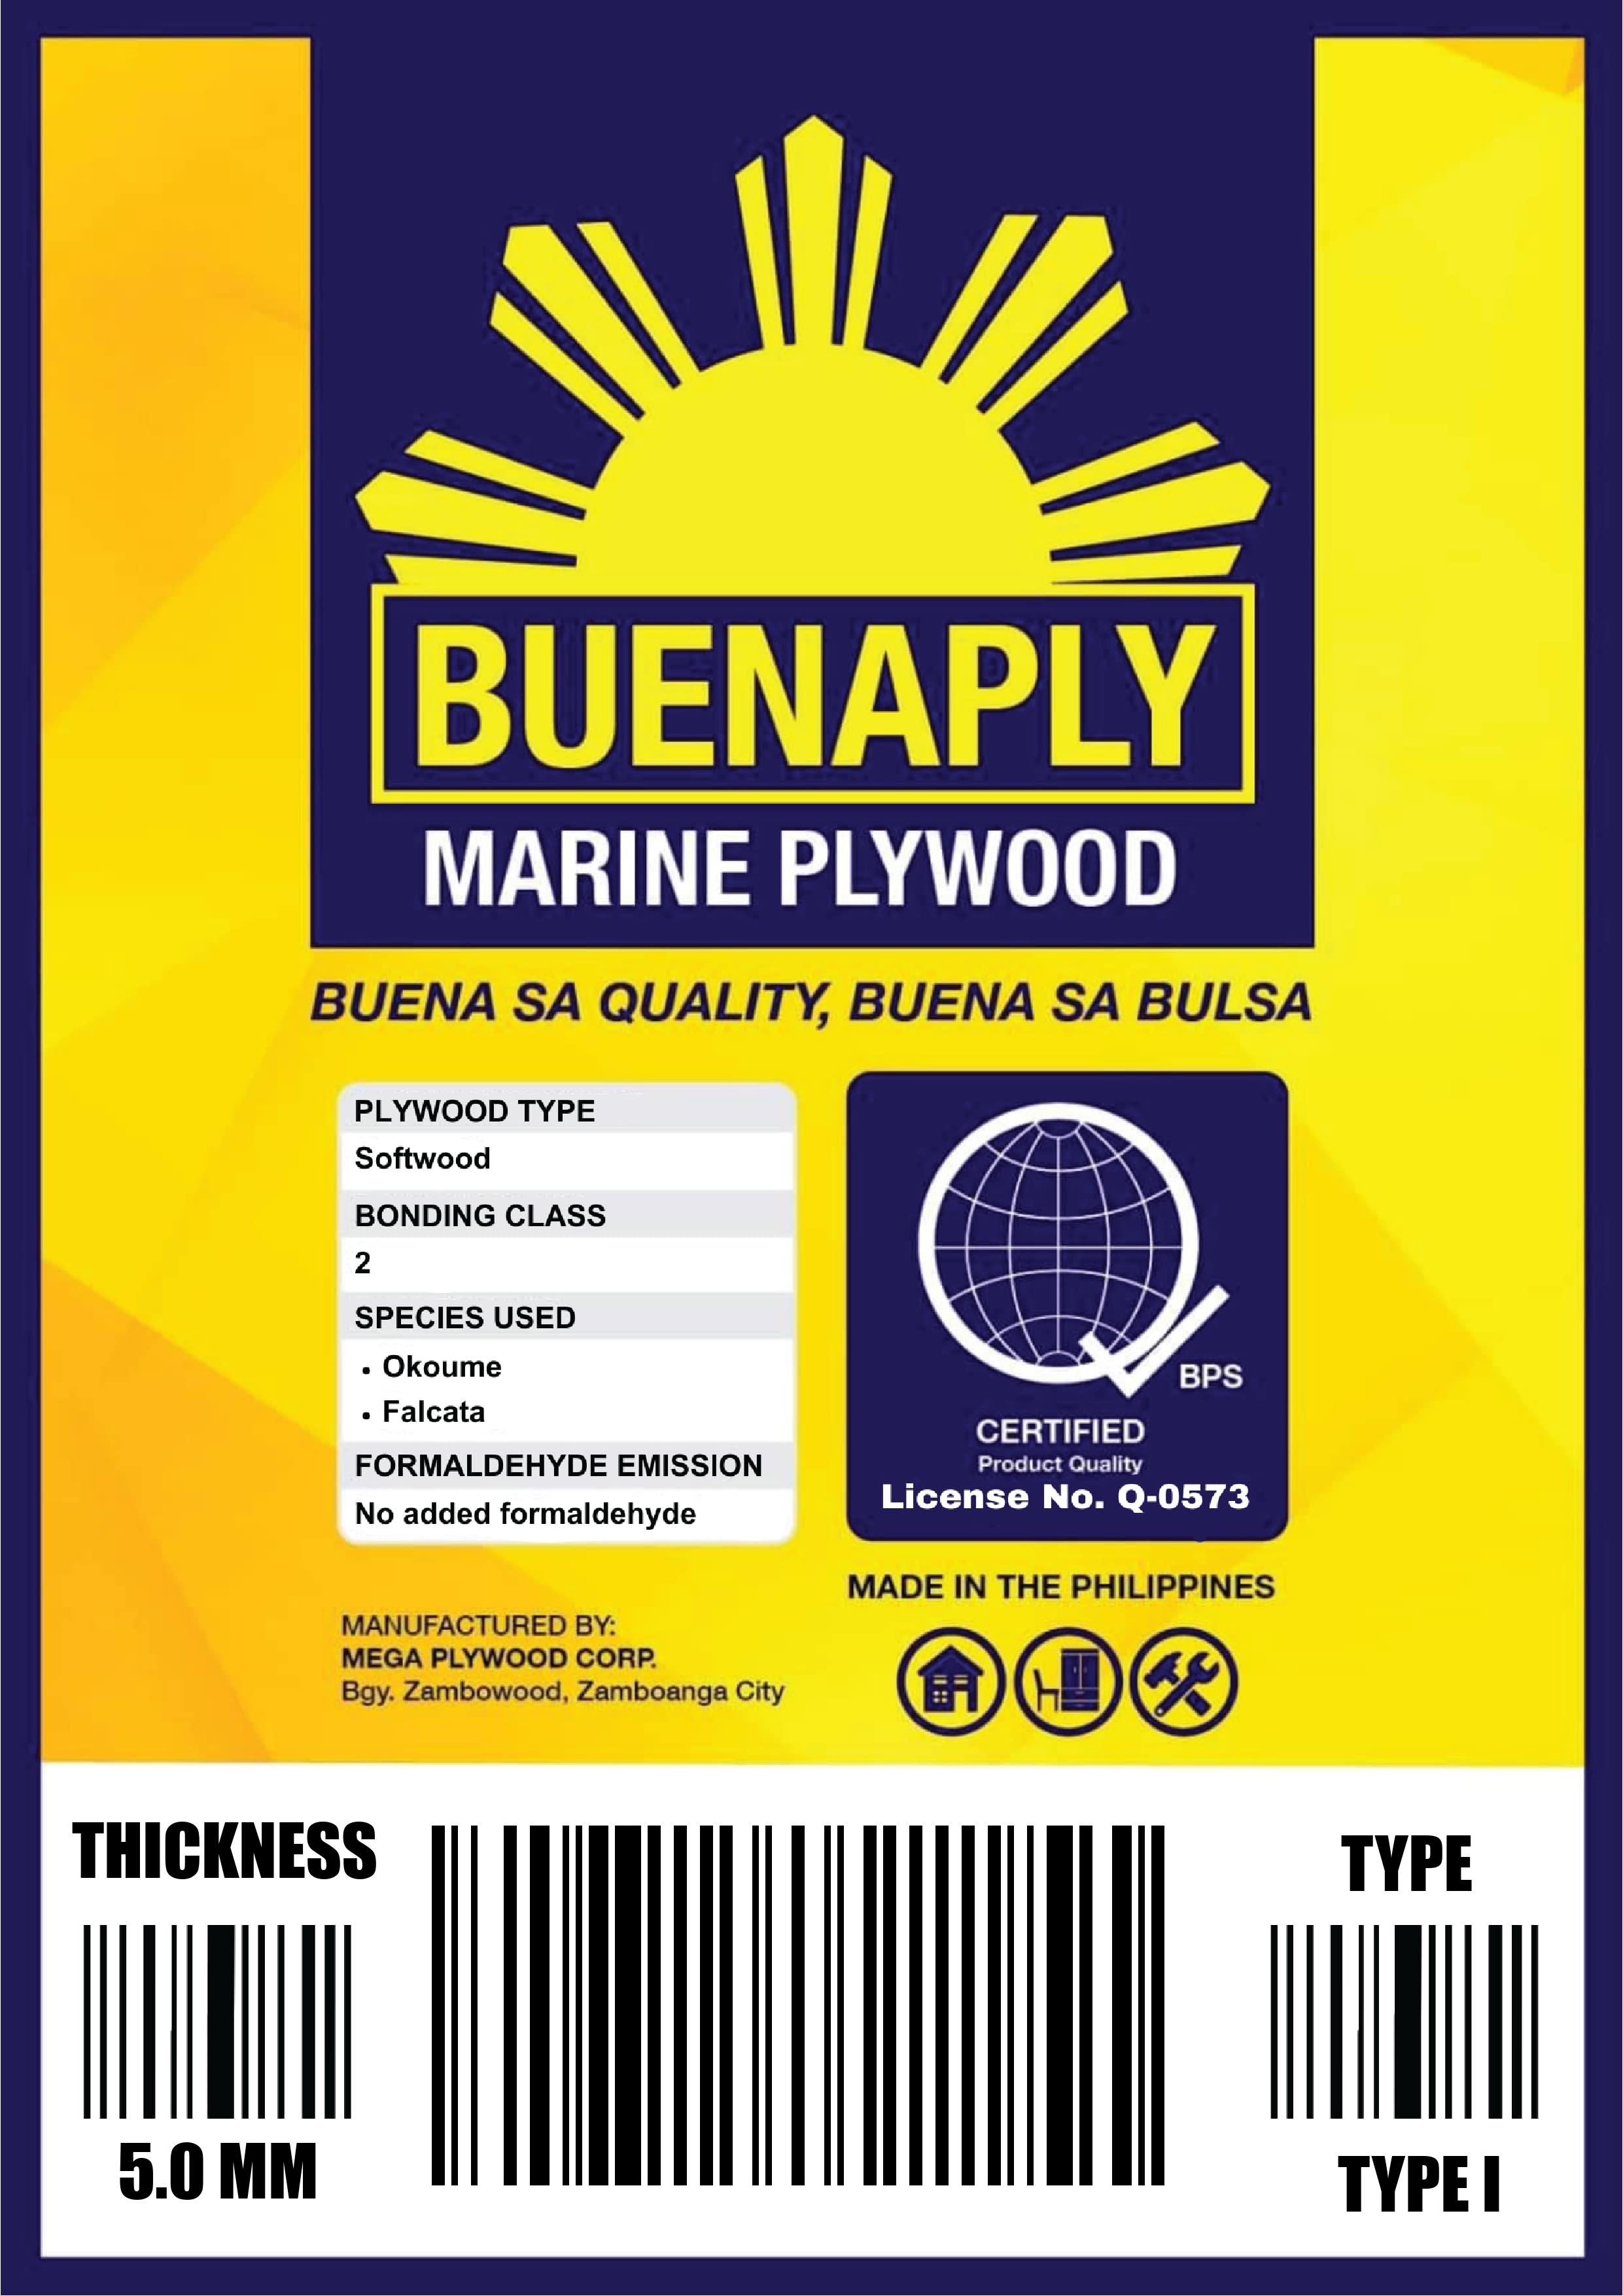 BUENAPLY
MARINE PLYWOOD
BUENA SA QUALITY, BUENA SA BULSA
PLYWOOD TYPE
Softwood
BONDING CLASS
2
SPECIES USED
• Okoume
• Falcata
FORMALDEHYDE EMISSION
No added formaldehyde
BPS
CERTIFIED
Product Quality
License No. Q-0573
MADE IN THE PHILIPPINES
MANUFACTURED BY:
MEGA PLYWOOD CORP.
Bgy. Zambowood, Zamboanga City
THICKNESS
5.0 MM
TYPE
TYPE I